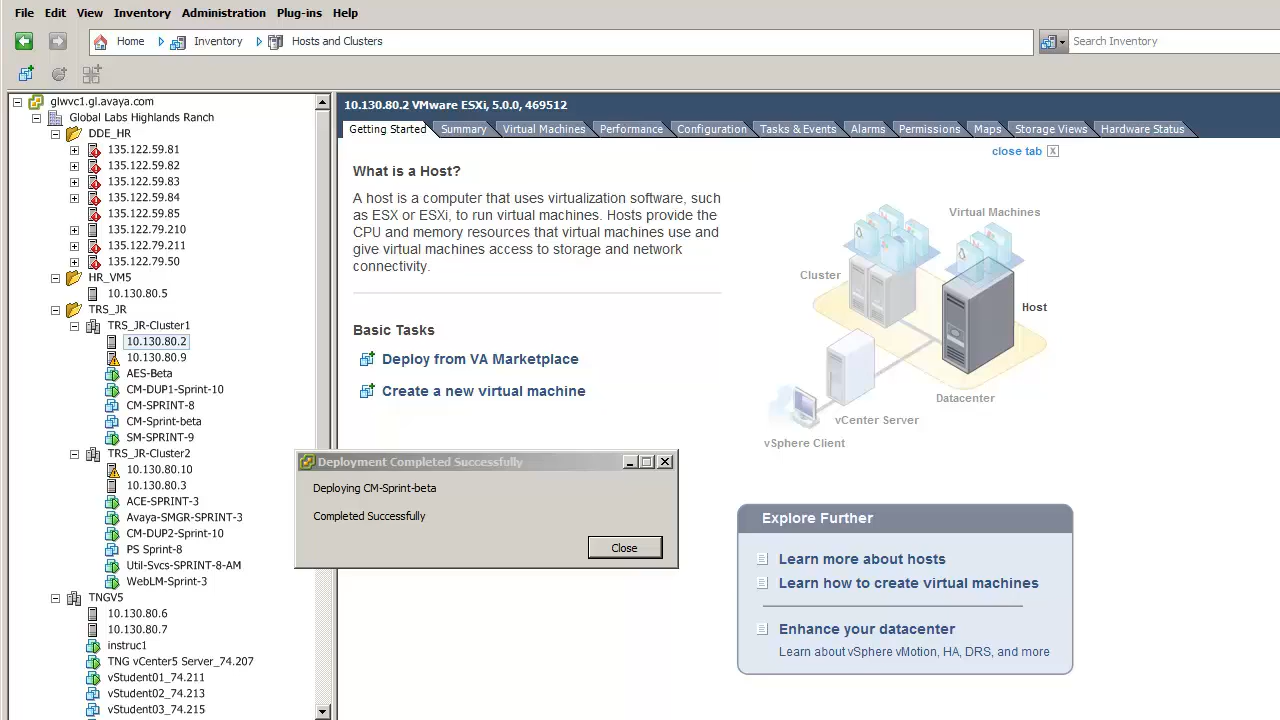 File Edit View Inventory Administration Plug-ins Help
Home Inventory Hosts and Clusters Search Inventory
glwvc1.gl.avaya.com
Global Labs Highlands Ranch
DDE_HR
135.122.59.81
135.122.59.82
135.122.59.83
135.122.59.84
135.122.59.85
135.122.79.210
135.122.79.211
135.122.79.50
HR_VM5
10.130.80.5
TRS_JR
TRS_JR-Cluster1
10.130.80.2
10.130.80.9
AES-Beta
CM-DUP1-Sprint-10
CM-SPRINT-8
CM-Sprint-beta
SM-SPRINT-9
TRS_JR-Cluster2
10.130.80.10
10.130.80.3
ACE-SPRINT-3
Avaya-SMGR-SPRINT-3
CM-DUP2-Sprint-10
PS Sprint-8
Util-Svcs-SPRINT-8-AM
WebLM-Sprint-3
TNGV5
10.130.80.6
10.130.80.7
instruc1
TNG vCenter5 Server_74.207
vStudent01_74.211
vStudent02_74.213
vStudent03_74.215
10.130.80.2 VMware ESXi, 5.0.0, 469512
Getting Started Summary Virtual Machines Performance Configuration Tasks & Events Alarms Permissions Maps Storage Views Hardware Status
close tab X
What is a Host?
A host is a computer that uses virtualization software, such
as ESX or ESXi, to run virtual machines. Hosts provide the
CPU and memory resources that virtual machines use and
give virtual machines access to storage and network
connectivity.
Basic Tasks
Deploy from VA Marketplace
Create a new virtual machine
Virtual Machines
Cluster
Host
Datacenter
vCenter Server
vSphere Client
Deployment Completed Successfully
Deploying CM-Sprint-beta
Completed Successfully
Close
Explore Further
Learn more about hosts
Learn how to create virtual machines
Enhance your datacenter
Learn about vSphere vMotion, HA, DRS, and more